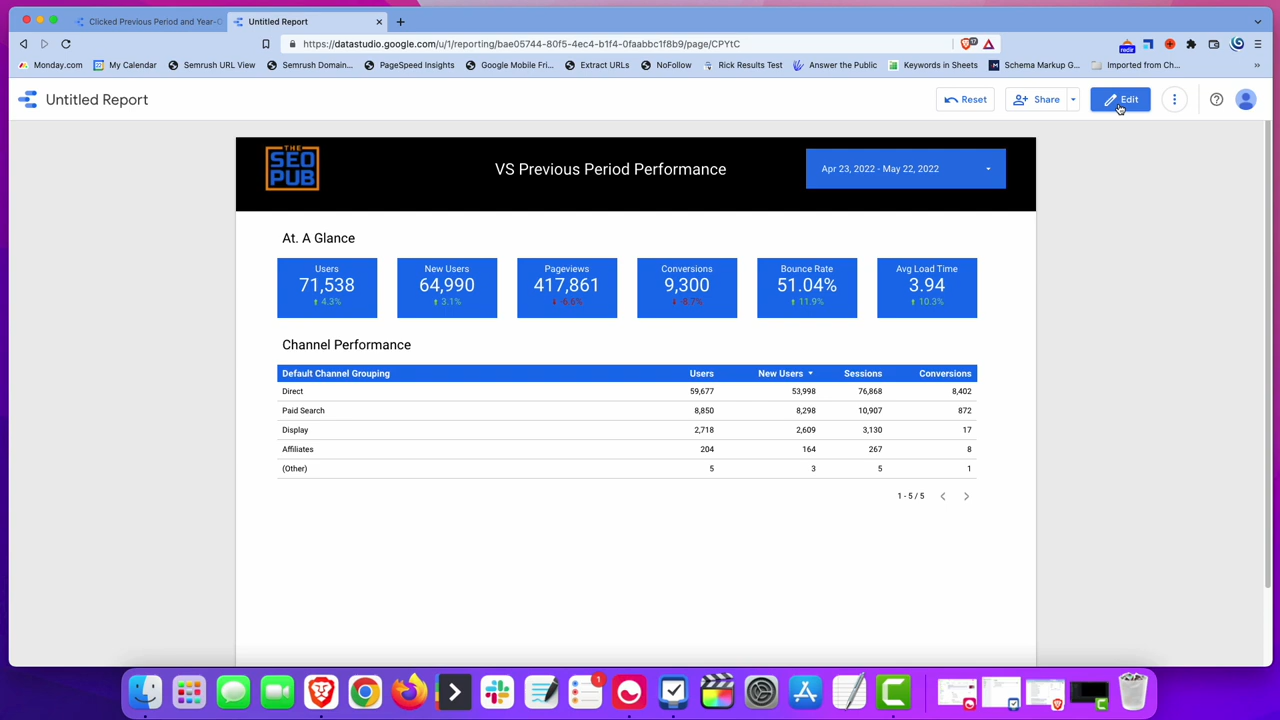 Clicked Previous Period and Year-O
Untitled Report
https://datastudio.google.com/u/1/reporting/bae05744-80f5-4ec4-b1f4-0faabbc1f8b9/page/CPYtC
17
redir
Monday.com
My Calendar
Semrush URL View
Semrush Domain...
PageSpeed Insights
Google Mobile Fri...
Extract URLs
NoFollow
Rick Results Test
Answer the Public
Keywords in Sheets
Schema Markup G...
Imported from Ch...
»
Untitled Report
Reset
Share
Edit
THE
SEO
PUB
VS Previous Period Performance
Apr 23, 2022 - May 22, 2022
At. A Glance
Users
71,538
4.3%
New Users
64,990
3.1%
Pageviews
417,861
-6.6%
Conversions
9,300
-8.7%
Bounce Rate
51.04%
11.9%
Avg Load Time
3.94
10.3%
Channel Performance
Default Channel Grouping Users New Users Sessions Conversions
Direct 59,677 53,998 76,868 8,402
Paid Search 8,850 8,298 10,907 872
Display 2,718 2,609 3,130 17
Affiliates 204 164 267 8
(Other) 5 3 5 1
1 - 5 / 5
1